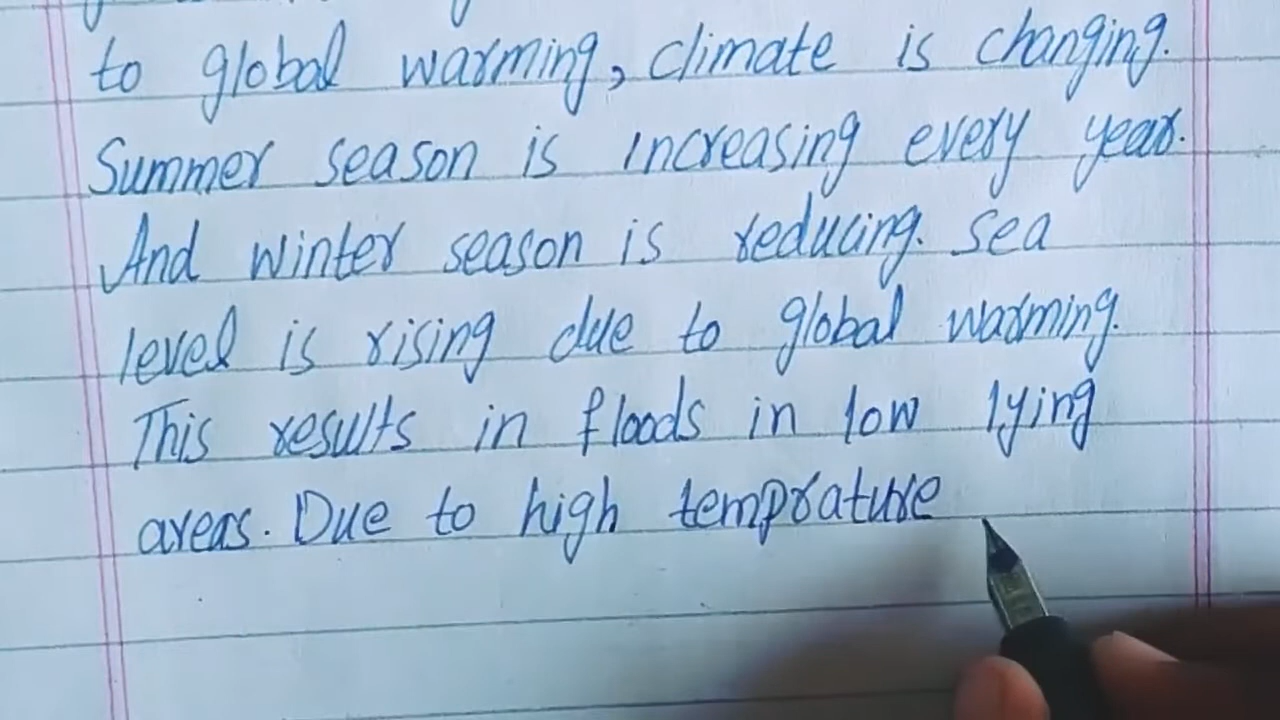 to global warming, climate is changing.
Summer season is increasing every year.
And winter season is reducing. sea
level is rising due to global warming.
This results in floods in low lying
areas. Due to high temprature